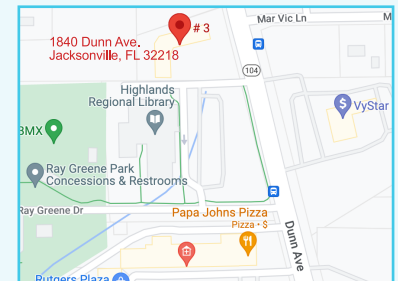 Mar Vic Ln
M
# 3
1840 Dunn Ave.
Jacksonville, FL 32218
104
Highlands
Regional Library
$ VyStar
BMX
Ray Greene Park
Concessions & Restrooms
Ray Greene Dr
Papa Johns Pizza
Pizza • $
Dunn Ave
Rutgers Plaza